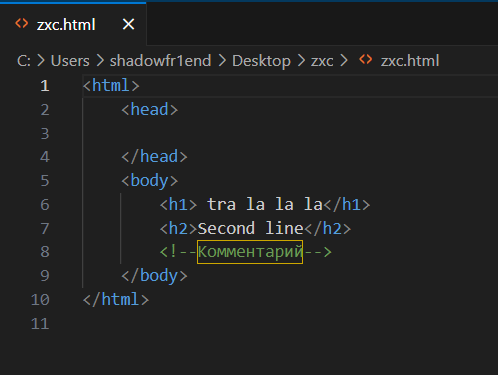 zxc.html
C: > Users > shadowfr1end > Desktop > zxc > zxc.html
1 <html>
2     <head>
3
4     </head>
5     <body>
6         <h1> tra la la la</h1>
7         <h2>Second line</h2>
8         <!--Комментарий-->
9     </body>
10 </html>
11